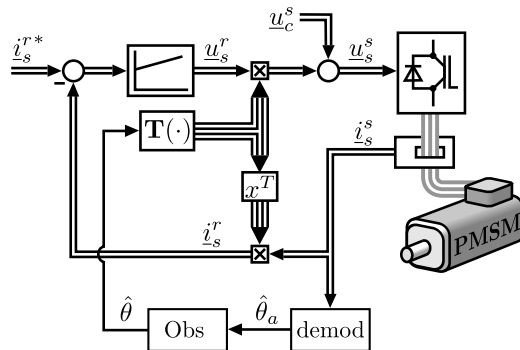 i_s^{r*}
u_s^r
u_c^s
u_s^s
T(·)
i_s^s
x^T
PMSM
i_s^r
θ̂
Obs
θ̂_a
demod